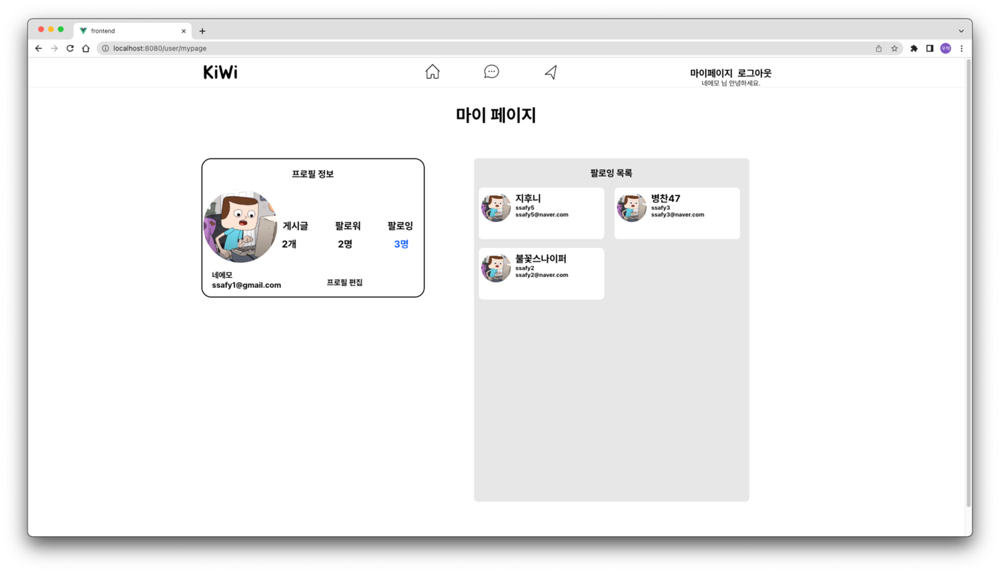 frontend
localhost:8080/user/mypage
우혁
KiWi
마이페이지 로그아웃
네에모 님 안녕하세요.
마이 페이지
프로필 정보
게시글 팔로워 팔로잉
2개 2명 3명
네에모
ssafy1@gmail.com
프로필 편집
팔로잉 목록
지후니
ssafy5
ssafy5@naver.com
병찬47
ssafy3
ssafy3@naver.com
불꽃스나이퍼
ssafy2
ssafy2@naver.com